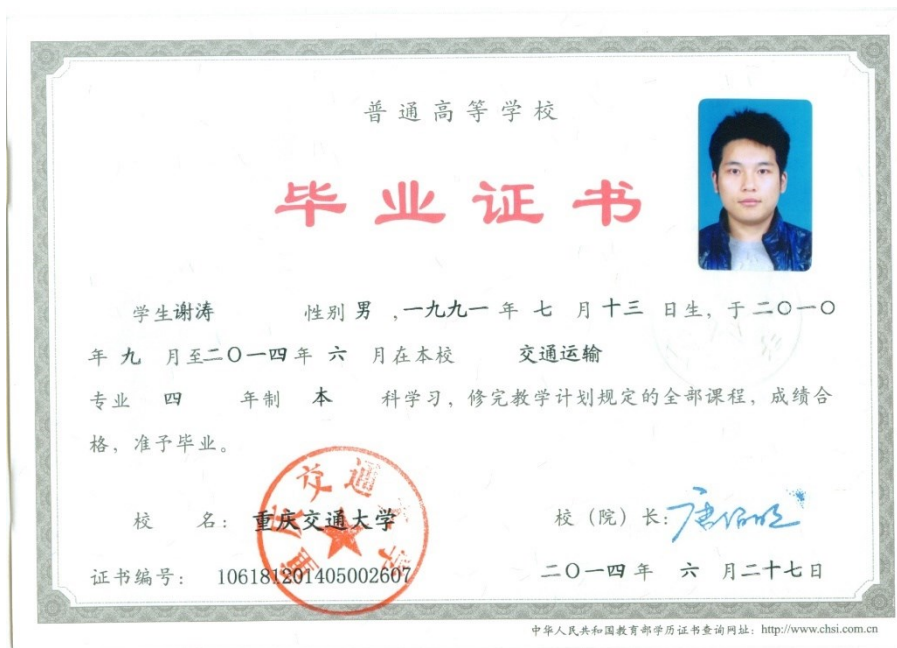 普通高等学校
毕业证书
学生谢涛 性别 男 ,一九九一 年 七 月十三 日生, 于二〇一〇
年 九 月至二〇一四年 六 月在本校 交通运输
专业 四 年制 本 科学习, 修完教学计划规定的全部课程, 成绩合
格, 准予毕业。
校 名: 重庆交通大学
校(院)长:
重庆交通大学
证书编号: 106181201405002607
二〇一四年 六 月二十七日
中华人民共和国教育部学历证书查询网址: http://www.chsi.com.cn